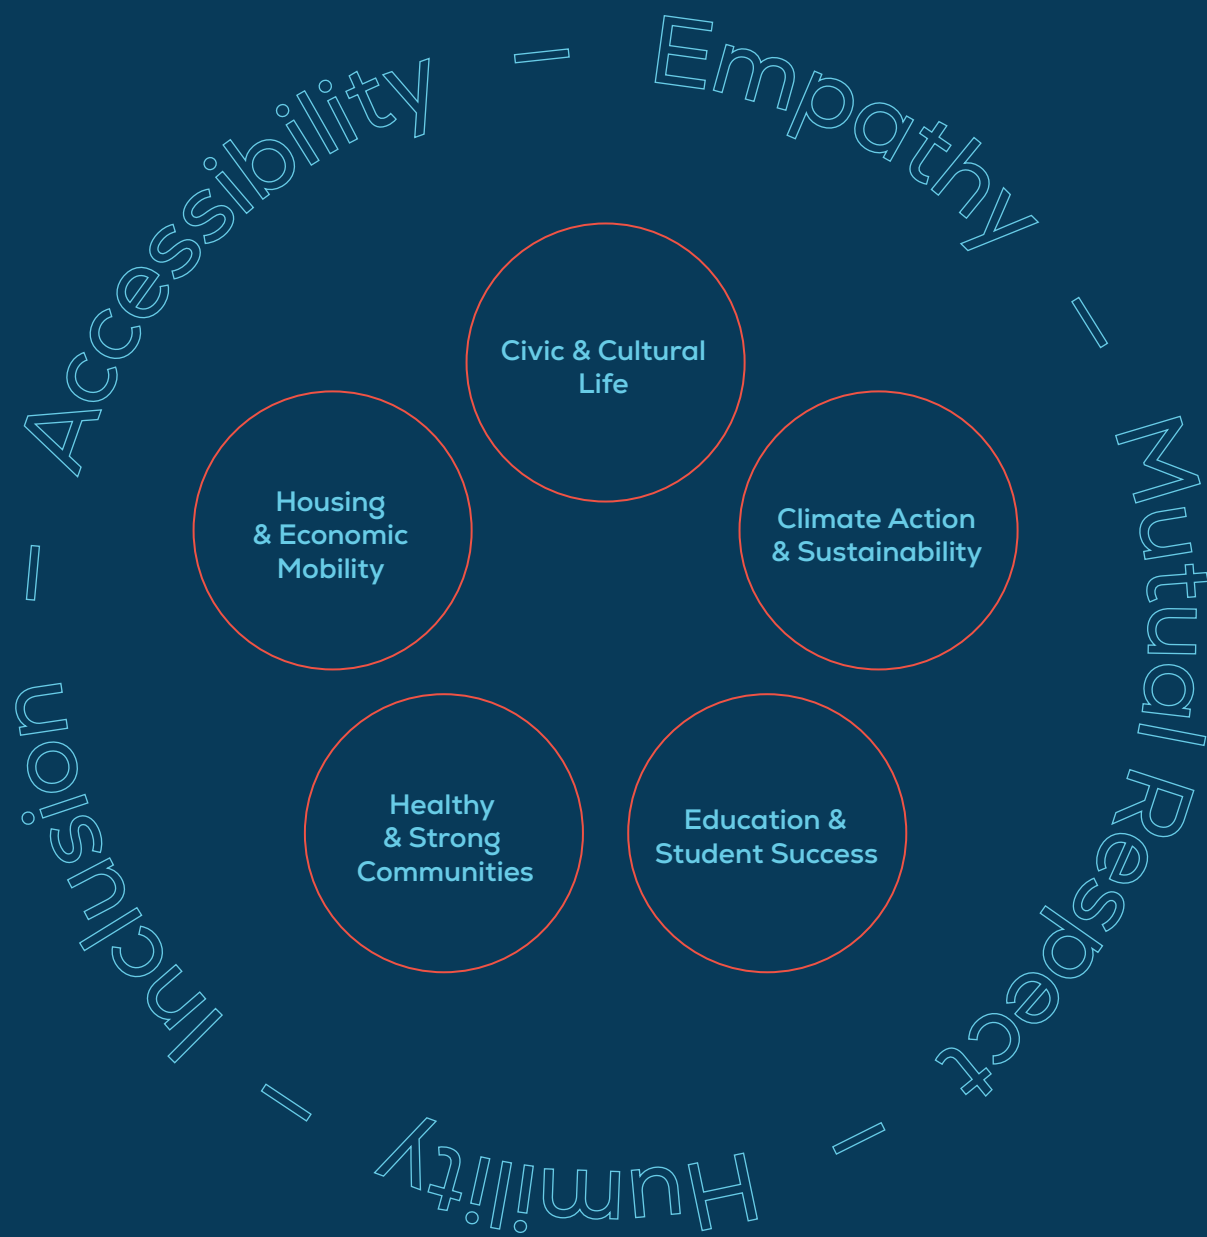 Accessibility — Empathy — Mutual Respect — Humility — Inclusion —
Civic & Cultural
Life
Housing
& Economic
Mobility
Climate Action
& Sustainability
Healthy
& Strong
Communities
Education &
Student Success